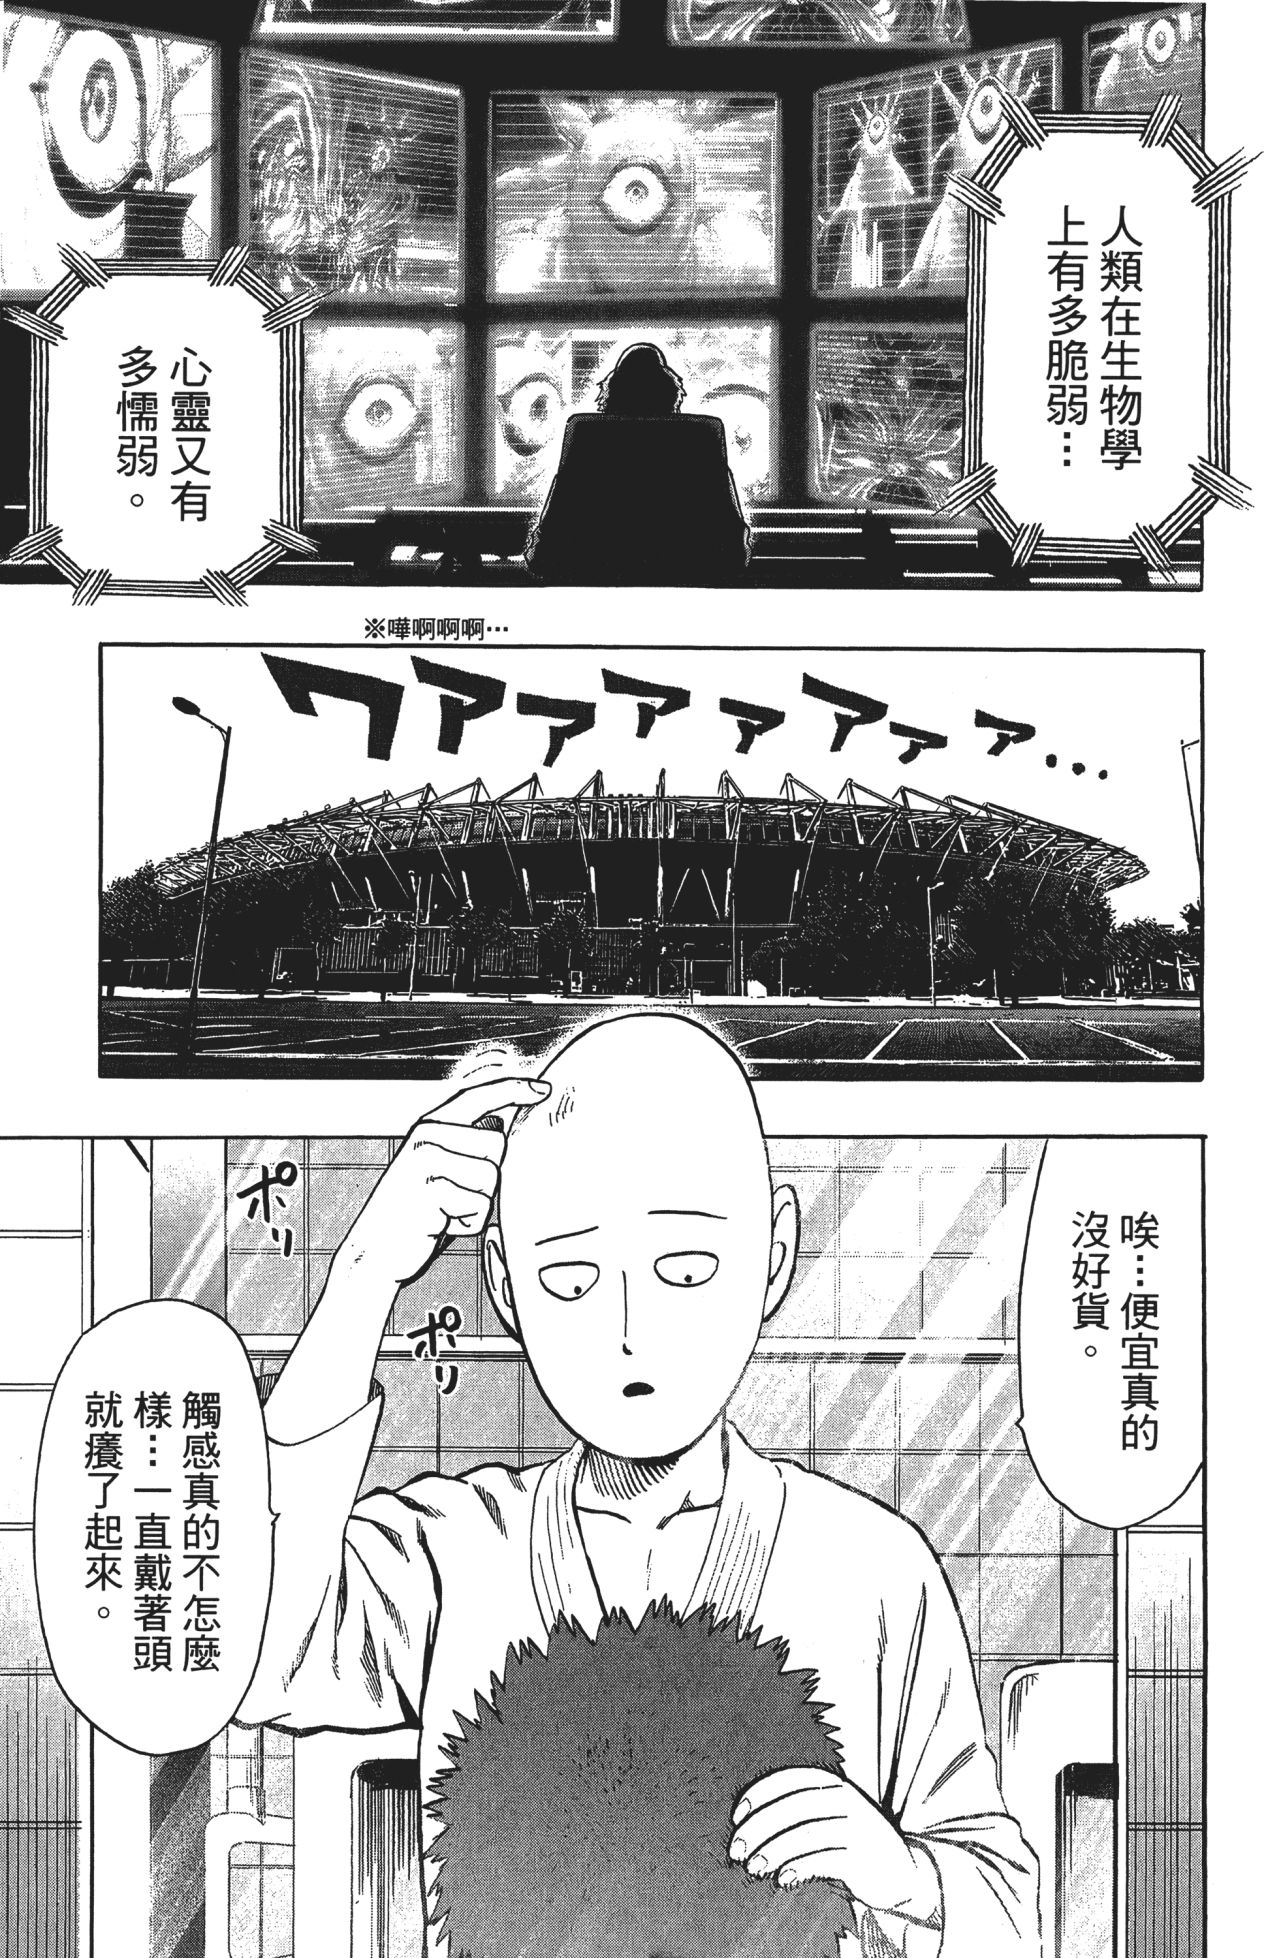 人類在生物學
上有多脆弱…
心靈又有
多懦弱。
※嘩啊啊啊…
ワアアアアアアア…
唉…便宜真的
沒好貨。
ポリ
ポリ
觸感真的不怎麼
樣…一直戴著頭
就癢了起來。